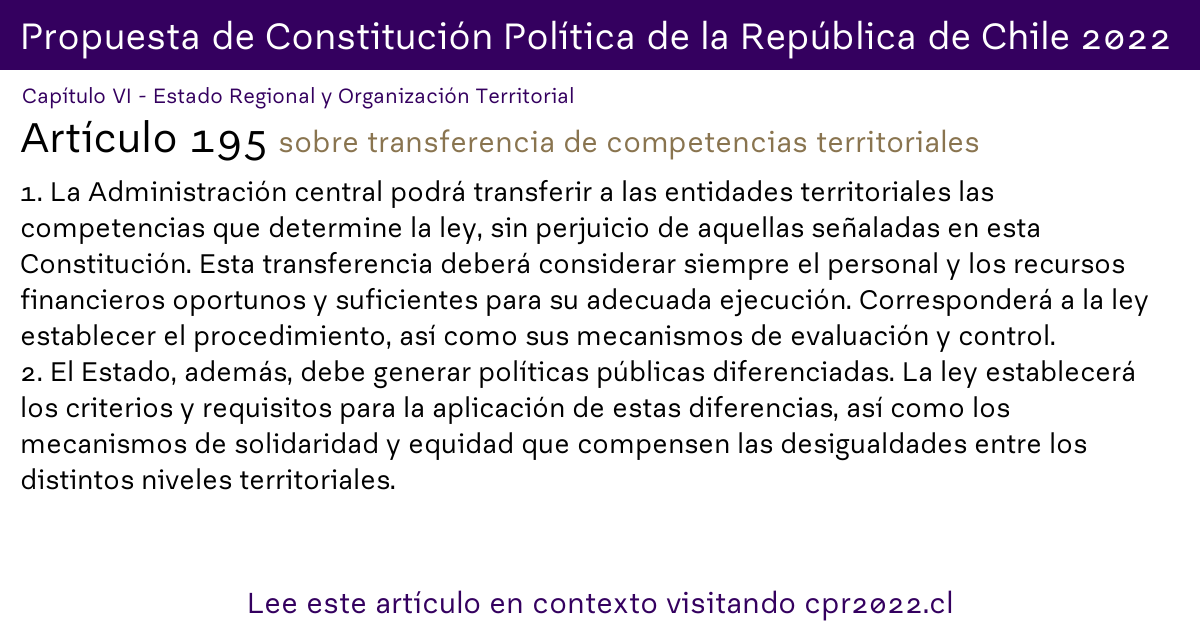 Propuesta de Constitución Política de la República de Chile 2022
Capítulo VI - Estado Regional y Organización Territorial
Artículo 195 sobre transferencia de competencias territoriales
1. La Administración central podrá transferir a las entidades territoriales las
competencias que determine la ley, sin perjuicio de aquellas señaladas en esta
Constitución. Esta transferencia deberá considerar siempre el personal y los recursos
financieros oportunos y suficientes para su adecuada ejecución. Corresponderá a la ley
establecer el procedimiento, así como sus mecanismos de evaluación y control.
2. El Estado, además, debe generar políticas públicas diferenciadas. La ley establecerá
los criterios y requisitos para la aplicación de estas diferencias, así como los
mecanismos de solidaridad y equidad que compensen las desigualdades entre los
distintos niveles territoriales.
Lee este artículo en contexto visitando cpr2022.cl